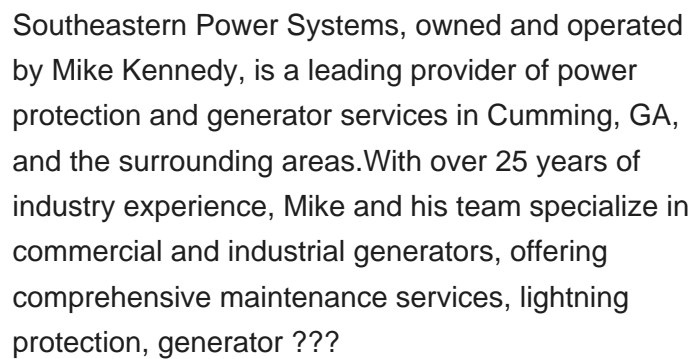 Southeastern Power Systems, owned and operated
by Mike Kennedy, is a leading provider of power
protection and generator services in Cumming, GA,
and the surrounding areas.With over 25 years of
industry experience, Mike and his team specialize in
commercial and industrial generators, offering
comprehensive maintenance services, lightning
protection, generator ???